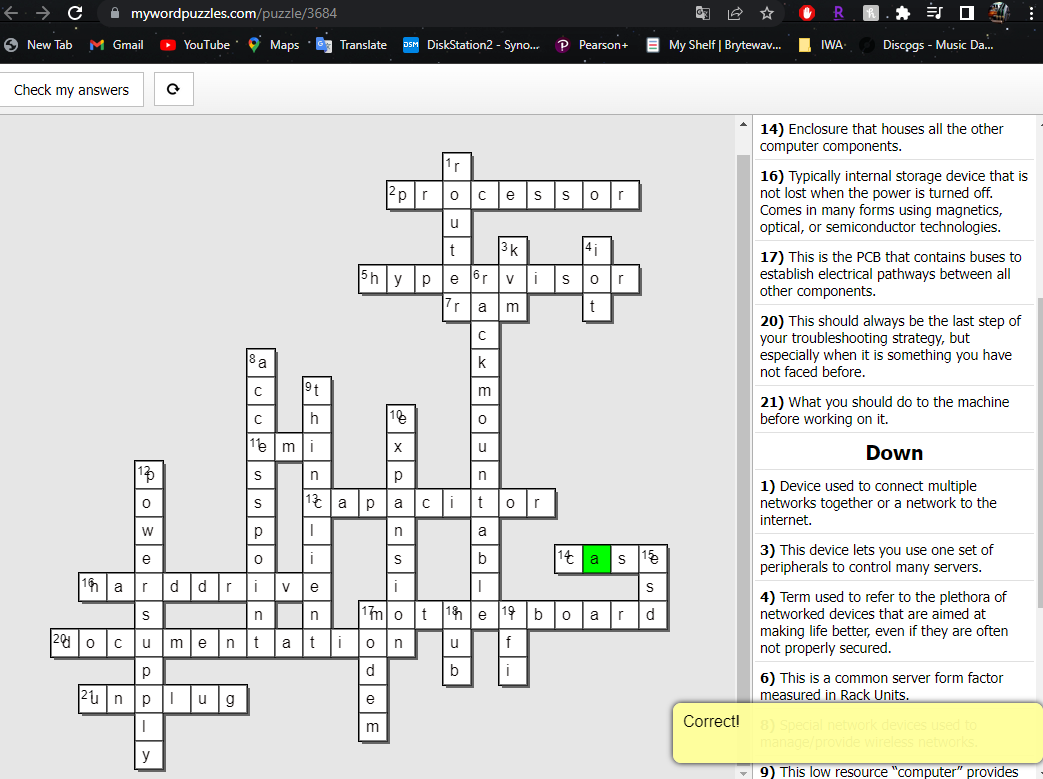 mywordpuzzles.com/puzzle/3684
New Tab Gmail YouTube Maps Translate DSM DiskStation2 - Syno... Pearson+ My Shelf | Brytewav... IWA Discogs - Music Da...
Check my answers
1 r
2 p r o c e s s o r
u
t 3 k 4 i
5 h y p e 6 r v i s o r
7 r a m t
c
8 a k
c 9 t m
c h 10 e o
11 e m i x u
12 p s n p n
o s 13 c a p a c i t o r
w p l n a
e o i s b 14 c a s 15 e
16 h a r d d r i v e i l s
s n n 17 m o t 18 h e 19 r b o a r d
20 d o c u m e n t a t i o n u f
p d b i
21 u n p l u g e
l m
y
14) Enclosure that houses all the other
computer components.
16) Typically internal storage device that is
not lost when the power is turned off.
Comes in many forms using magnetics,
optical, or semiconductor technologies.
17) This is the PCB that contains buses to
establish electrical pathways between all
other components.
20) This should always be the last step of
your troubleshooting strategy, but
especially when it is something you have
not faced before.
21) What you should do to the machine
before working on it.
Down
1) Device used to connect multiple
networks together or a network to the
internet.
3) This device lets you use one set of
peripherals to control many servers.
4) Term used to refer to the plethora of
networked devices that are aimed at
making life better, even if they are often
not properly secured.
6) This is a common server form factor
measured in Rack Units.
Correct!
8) Special network devices used to
manage/provide wireless networks.
9) This low resource “computer” provides